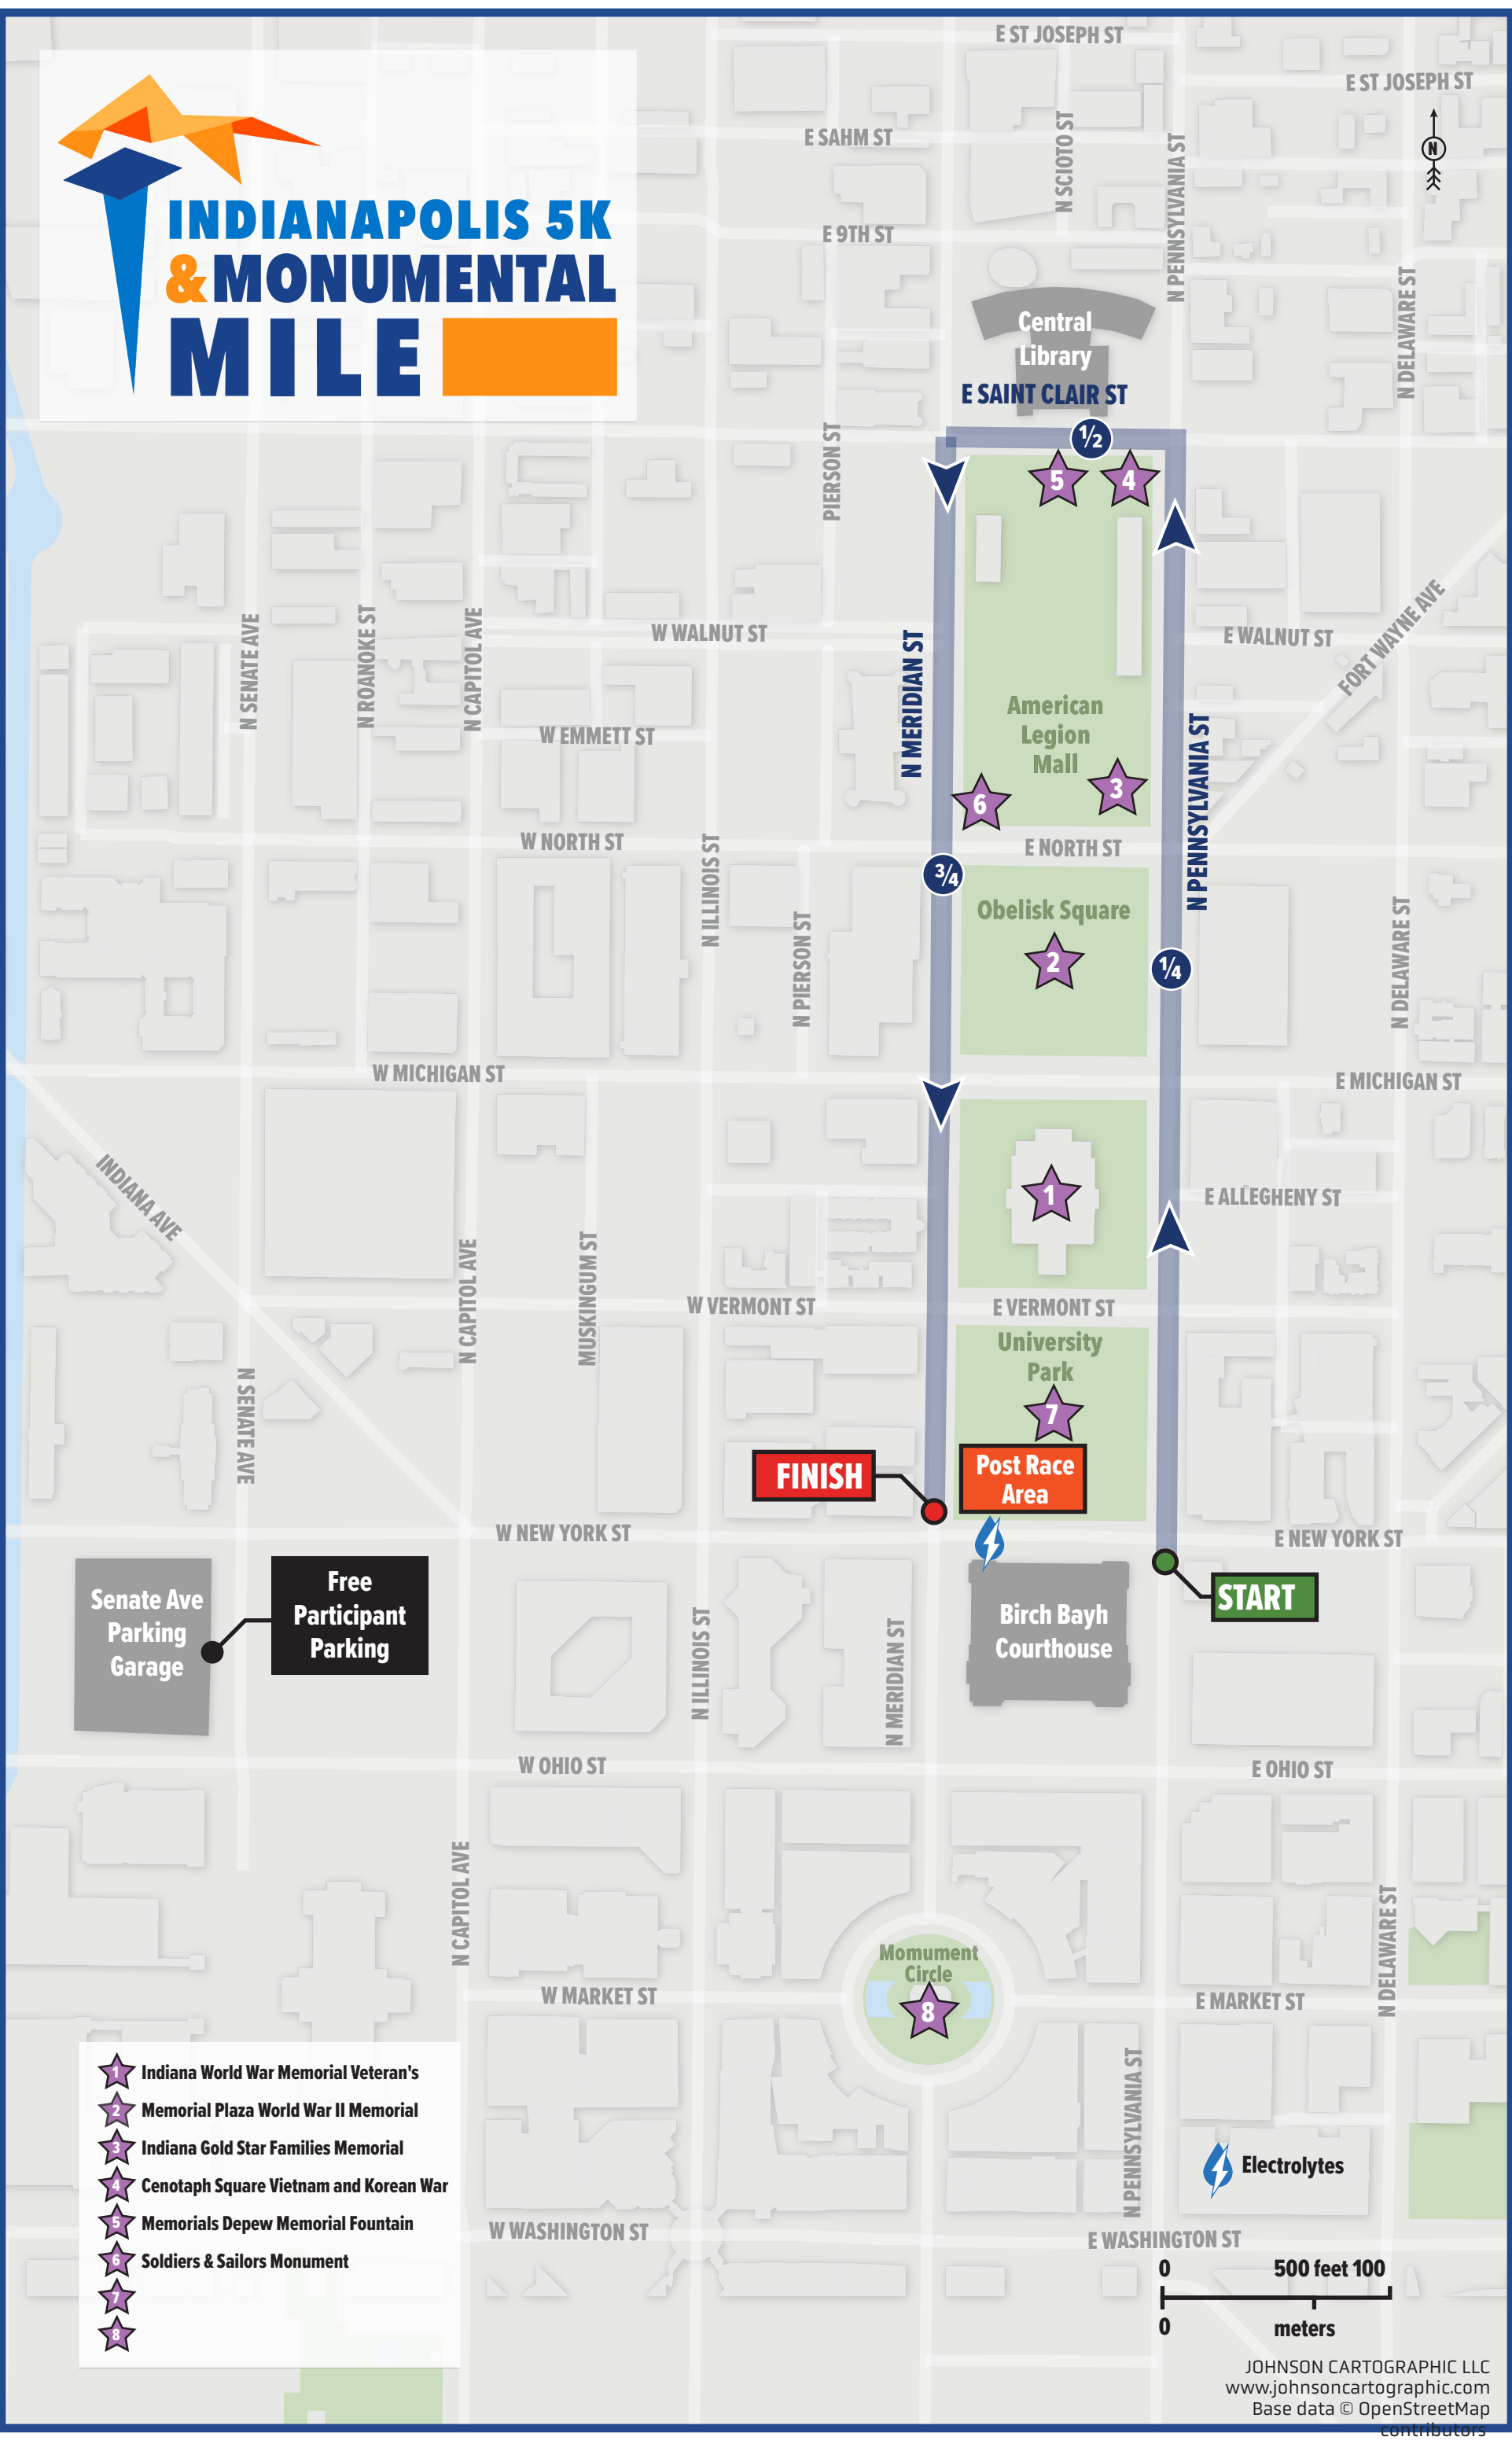 E ST JOSEPH ST
E ST JOSEPH ST
N
INDIANAPOLIS 5K
&MONUMENTAL
MILE
E SAHM ST
N SCIOTO ST
N PENNSYLVANIA ST
E 9TH ST
N DELAWARE ST
Central
Library
E SAINT CLAIR ST
½
5
4
PIERSON ST
N SENATE AVE
N ROANOKE ST
N CAPITOL AVE
W WALNUT ST
E WALNUT ST
FORT WAYNE AVE
N MERIDIAN ST
N PENNSYLVANIA ST
W EMMETT ST
American
Legion
Mall
6
3
W NORTH ST
E NORTH ST
N ILLINOIS ST
¾
Obelisk Square
2
¼
N PIERSON ST
N DELAWARE ST
W MICHIGAN ST
E MICHIGAN ST
INDIANA AVE
1
E ALLEGHENY ST
N CAPITOL AVE
MUSKINGUM ST
W VERMONT ST
E VERMONT ST
University
Park
7
N SENATE AVE
FINISH
Post Race
Area
W NEW YORK ST
E NEW YORK ST
Senate Ave
Parking
Garage
Free
Participant
Parking
START
Birch Bayh
Courthouse
N ILLINOIS ST
N MERIDIAN ST
W OHIO ST
E OHIO ST
N CAPITOL AVE
Momument
Circle
8
W MARKET ST
E MARKET ST
N DELAWARE ST
1 Indiana World War Memorial Veteran's
2 Memorial Plaza World War II Memorial
3 Indiana Gold Star Families Memorial
4 Cenotaph Square Vietnam and Korean War
5 Memorials Depew Memorial Fountain
6 Soldiers & Sailors Monument
7
8
N PENNSYLVANIA ST
Electrolytes
W WASHINGTON ST
E WASHINGTON ST
0 500 feet 100
0 meters
JOHNSON CARTOGRAPHIC LLC
www.johnsoncartographic.com
Base data © OpenStreetMap
contributors